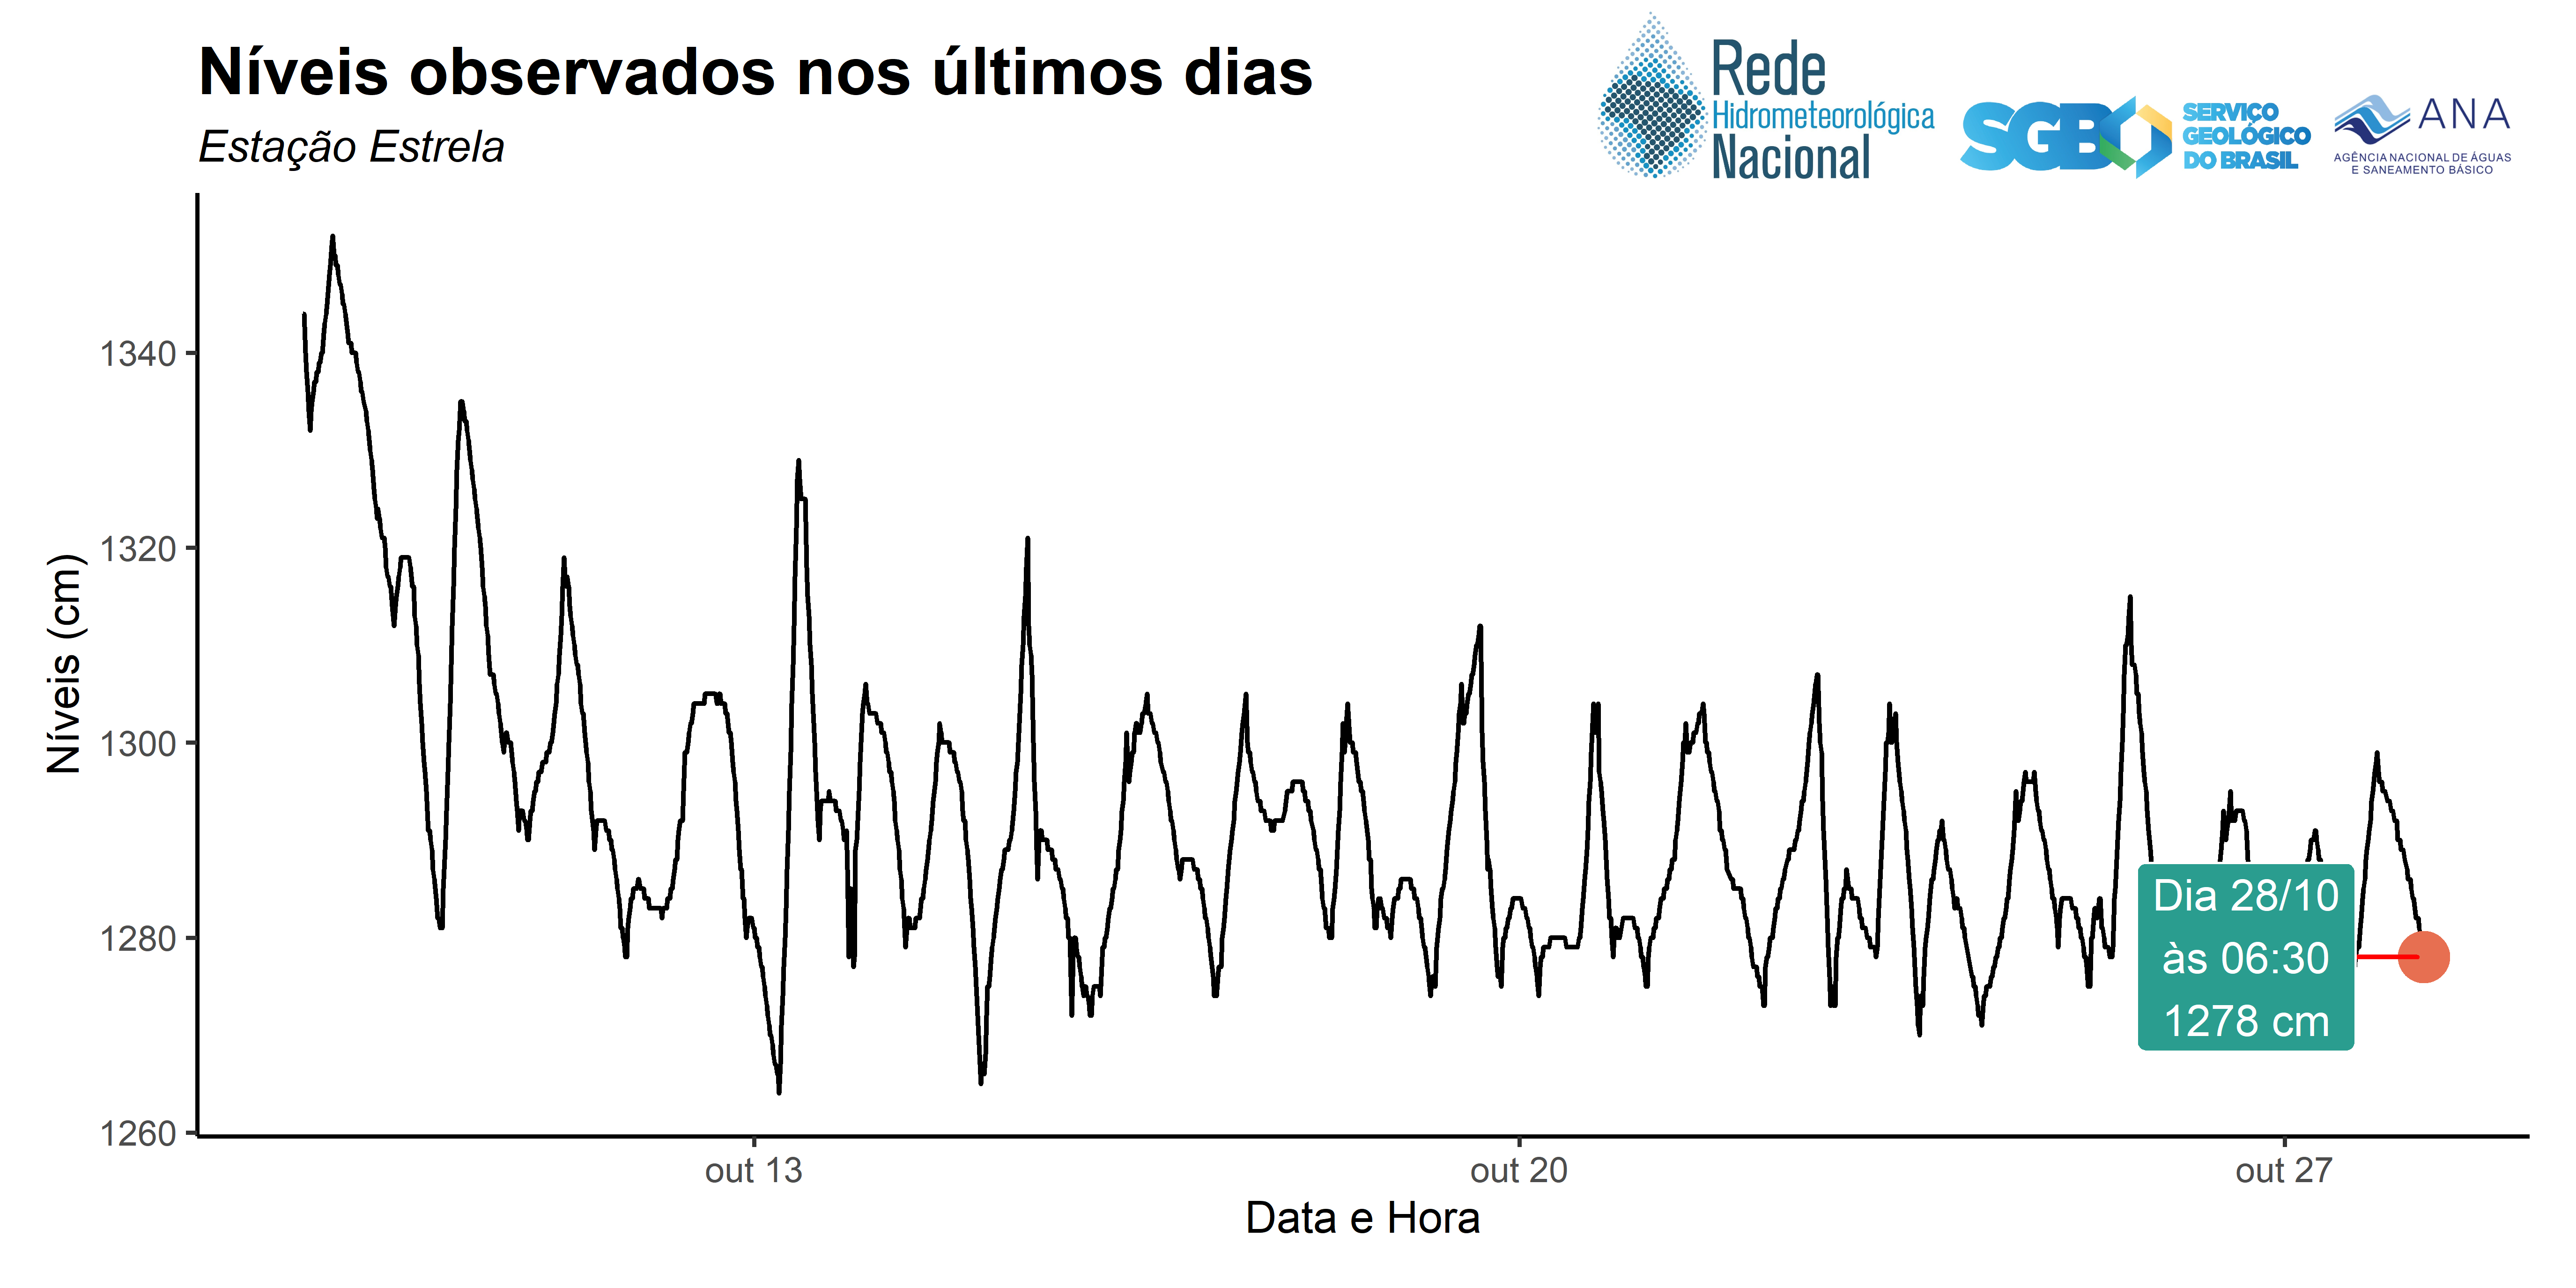 Níveis observados nos últimos dias
Estação Estrela
Rede
Hidrometeorológica
Nacional
SGB
SERVIÇO
GEOLÓGICO
DO BRASIL
ANA
AGÊNCIA NACIONAL DE ÁGUAS
E SANEAMENTO BÁSICO
Níveis (cm)
1340
1320
1300
1280
1260
Dia 28/10
às 06:30
1278 cm
out 13
out 20
out 27
Data e Hora